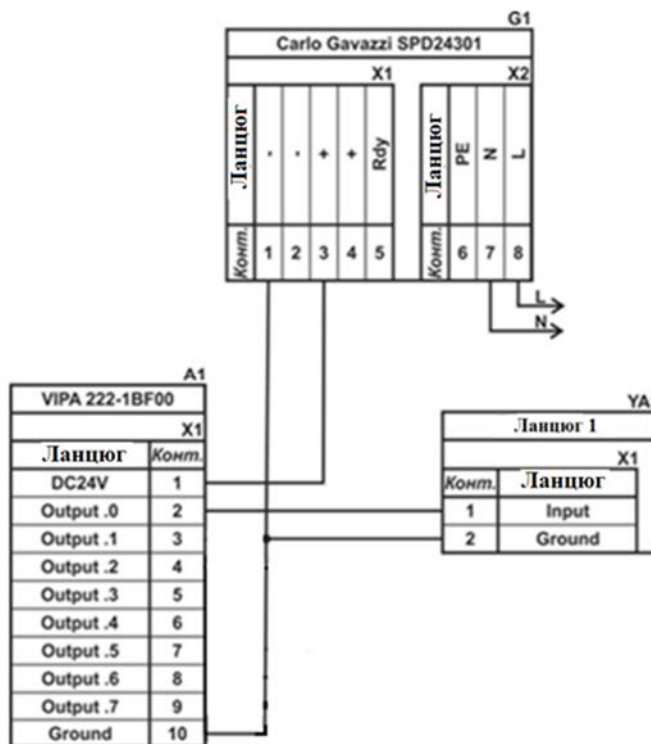 G1
Carlo Gavazzi SPD24301
X1 X2
Ланцюг - - + + Rdy Ланцюг PE N L
Конт. 1 2 3 4 5 Конт. 6 7 8
L
N
A1
VIPA 222-1BF00
X1
Ланцюг Конт.
DC24V 1
Output .0 2
Output .1 3
Output .2 4
Output .3 5
Output .4 6
Output .5 7
Output .6 8
Output .7 9
Ground 10
YA
Ланцюг 1
X1
Конт. Ланцюг
1 Input
2 Ground